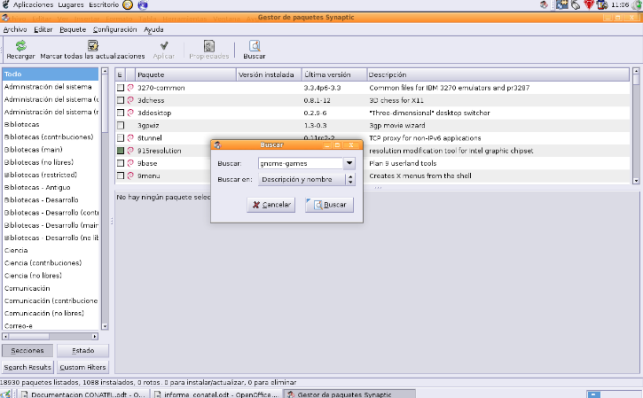 Aplicaciones Lugares Escritorio 11:06
Gestor de paquetes Synaptic
Archivo Editar Paquete Configuración Ayuda
Recargar Marcar todas las actualizaciones Aplicar Propiedades Buscar
Todo
Administración del sistema
Administración del sistema (c
Administración del sistema (r
Bibliotecas
Bibliotecas (contribuciones)
Bibliotecas (main)
Bibliotecas (no libres)
Bibliotecas (restricted)
Bibliotecas - Antiguo
Bibliotecas - Desarrollo
Bibliotecas - Desarrollo (contr
Bibliotecas - Desarrollo (main
Bibliotecas - Desarrollo (no lib
Ciencia
Ciencia (contribuciones)
Ciencia (no libres)
Comunicación
Comunicación (contribucione
Comunicación (no libres)
Correo-e
Secciones Estado
Search Results Custom Filters
E Paquete Versión instalada Última versión Descripción
3270-common 3.3.4p6-3.3 Common files for IBM 3270 emulators and pr3287
3dchess 0.8.1-12 3D chess for X11
3ddesktop 0.2.9-6 "Three-dimensional" desktop switcher
3gpwiz 1.3-0.3 3gp movie wizard
6tunnel 0.11rc2-2 TCP proxy for non-IPv6 applications
915resolution resolution modification tool for intel graphic chipset
9base Plan 9 userland tools
9menu Creates X menus from the shell
No hay ningún paquete selec
Buscar
Buscar: gnome-games
Buscar en: Descripción y nombre
Cancelar Buscar
18930 paquetes listados, 1088 instalados, 0 rotos. 0 para instalar/actualizar, 0 para eliminar
Documentacion CONATEL.odt - O... informe_conatel.odt - OpenOffice... Gestor de paquetes Synaptic